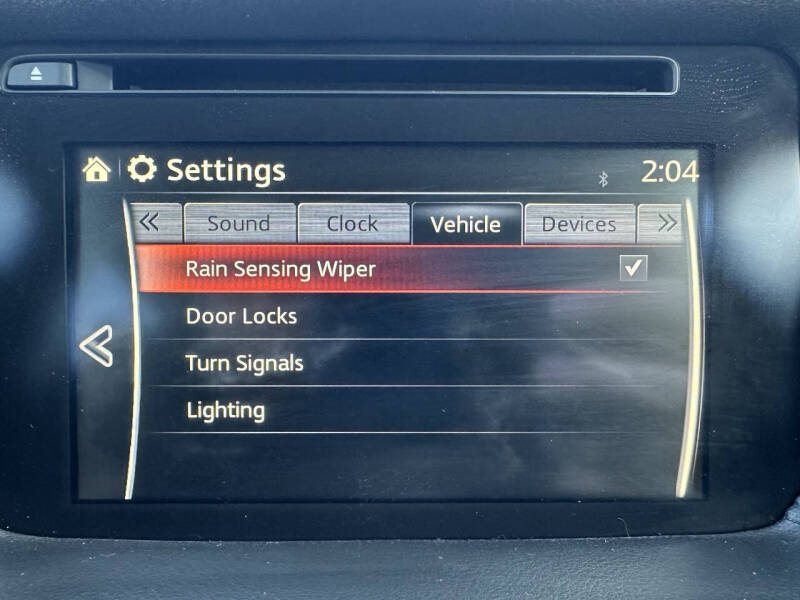 Settings 2:04
« Sound Clock Vehicle Devices »
Rain Sensing Wiper
Door Locks
Turn Signals
Lighting